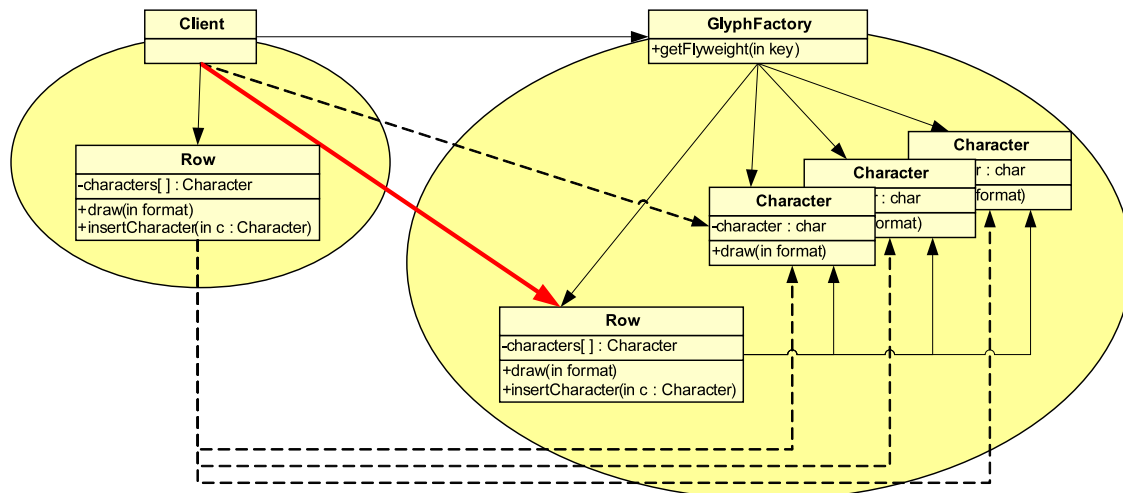 Client
GlyphFactory
+getFlyweight(in key)
Row
-characters[ ] : Character
+draw(in format)
+insertCharacter(in c : Character)
Character
r : char
format)
Character
r : char
ormat)
Character
-character : char
+draw(in format)
Row
-characters[ ] : Character
+draw(in format)
+insertCharacter(in c : Character)